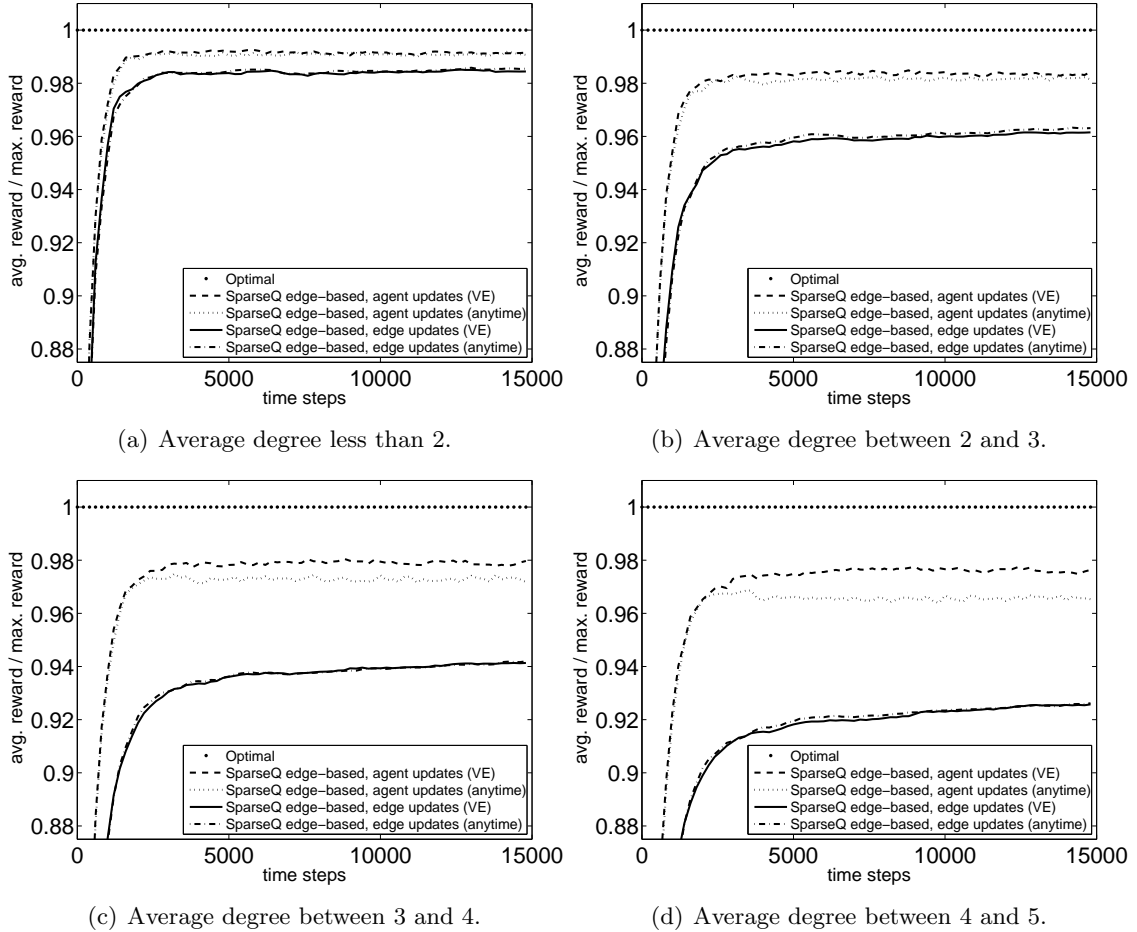 1
0.98
0.96
0.94
0.92
0.9
0.88
avg. reward / max. reward
Optimal
SparseQ edge−based, agent updates (VE)
SparseQ edge−based, agent updates (anytime)
SparseQ edge−based, edge updates (VE)
SparseQ edge−based, edge updates (anytime)
0 5000 10000 15000
time steps
(a) Average degree less than 2.
1
0.98
0.96
0.94
0.92
0.9
0.88
avg. reward / max. reward
Optimal
SparseQ edge−based, agent updates (VE)
SparseQ edge−based, agent updates (anytime)
SparseQ edge−based, edge updates (VE)
SparseQ edge−based, edge updates (anytime)
0 5000 10000 15000
time steps
(b) Average degree between 2 and 3.
1
0.98
0.96
0.94
0.92
0.9
0.88
avg. reward / max. reward
Optimal
SparseQ edge−based, agent updates (VE)
SparseQ edge−based, agent updates (anytime)
SparseQ edge−based, edge updates (VE)
SparseQ edge−based, edge updates (anytime)
0 5000 10000 15000
time steps
(c) Average degree between 3 and 4.
1
0.98
0.96
0.94
0.92
0.9
0.88
avg. reward / max. reward
Optimal
SparseQ edge−based, agent updates (VE)
SparseQ edge−based, agent updates (anytime)
SparseQ edge−based, edge updates (VE)
SparseQ edge−based, edge updates (anytime)
0 5000 10000 15000
time steps
(d) Average degree between 4 and 5.